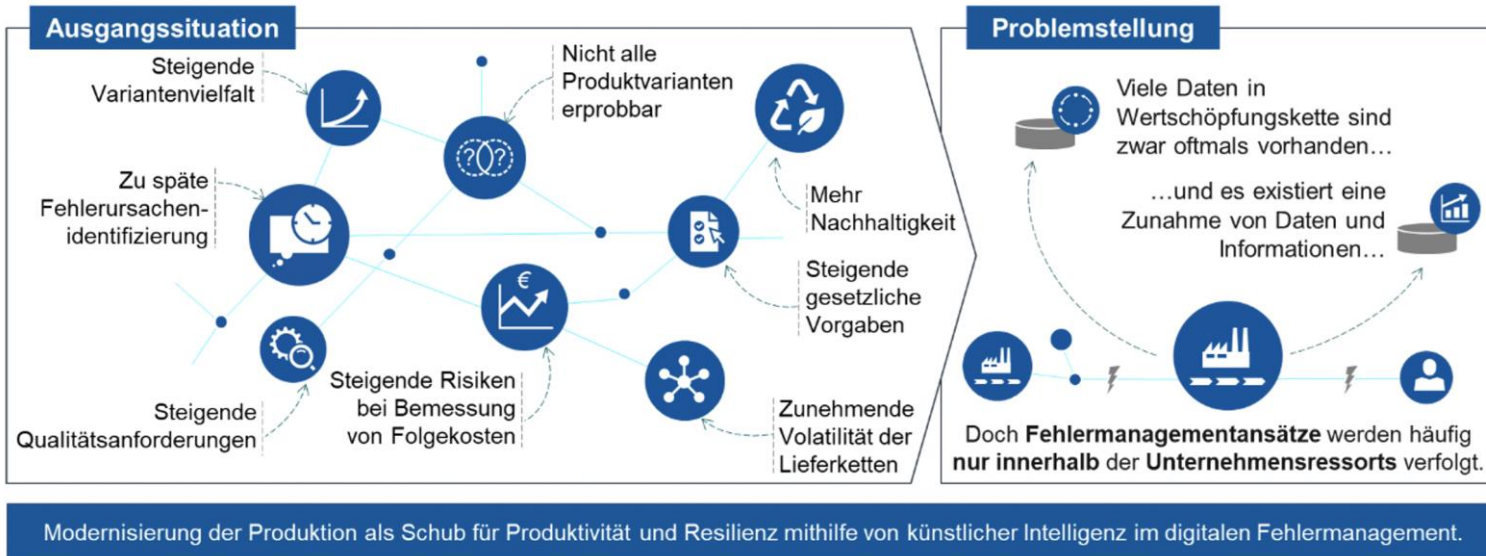 Ausgangssituation
Steigende
Variantenvielfalt
Nicht alle
Produktvarianten
erprobbar
??
Zu späte
Fehlerursachen-
identifizierung
Mehr
Nachhaltigkeit
€
Steigende
gesetzliche
Vorgaben
Steigende
Qualitätsanforderungen
Steigende Risiken
bei Bemessung
von Folgekosten
Zunehmende
Volatilität der
Lieferketten
Problemstellung
Viele Daten in
Wertschöpfungskette sind
zwar oftmals vorhanden…
…und es existiert eine
Zunahme von Daten und
Informationen…
Doch Fehlermanagementansätze werden häufig
nur innerhalb der Unternehmensressorts verfolgt.
Modernisierung der Produktion als Schub für Produktivität und Resilienz mithilfe von künstlicher Intelligenz im digitalen Fehlermanagement.